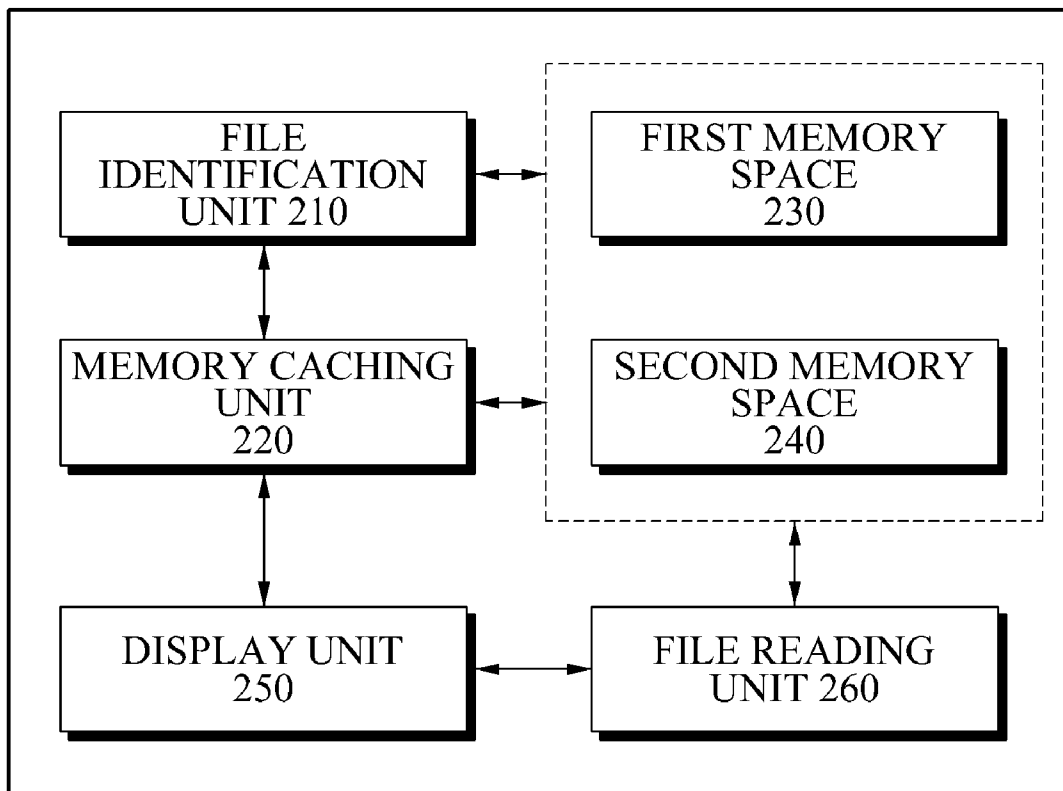 FILE
IDENTIFICATION
UNIT 210
FIRST MEMORY
SPACE
230
MEMORY CACHING
UNIT
220
SECOND MEMORY
SPACE
240
DISPLAY UNIT
250
FILE READING
UNIT 260